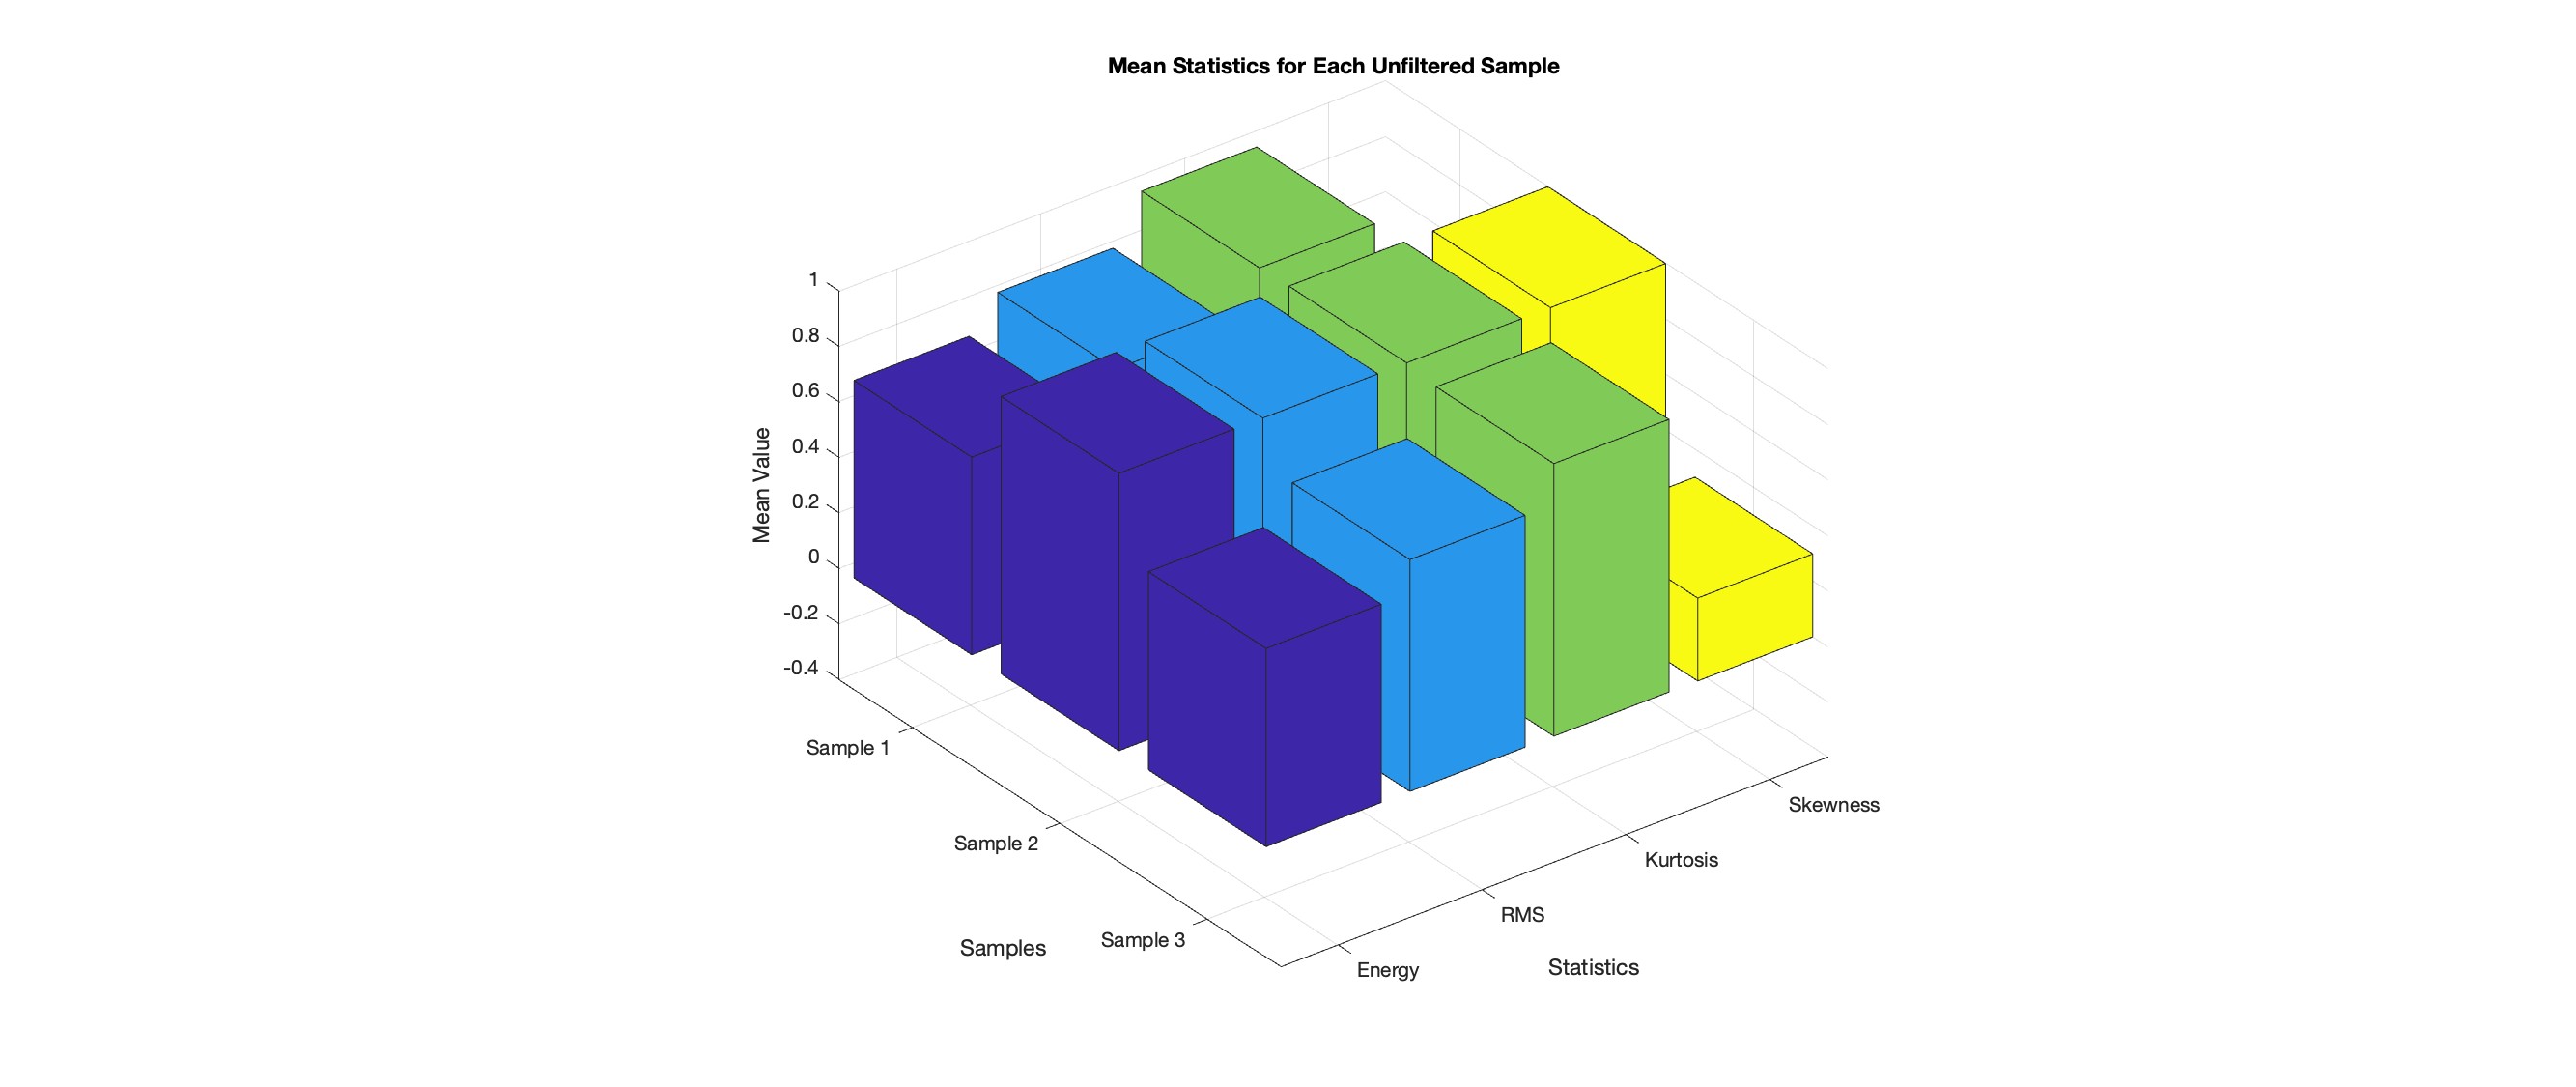 Mean Statistics for Each Unfiltered Sample
1
0.8
0.6
0.4
0.2
0
-0.2
-0.4
Mean Value
Sample 1
Sample 2
Sample 3
Samples
Energy
RMS
Kurtosis
Skewness
Statistics